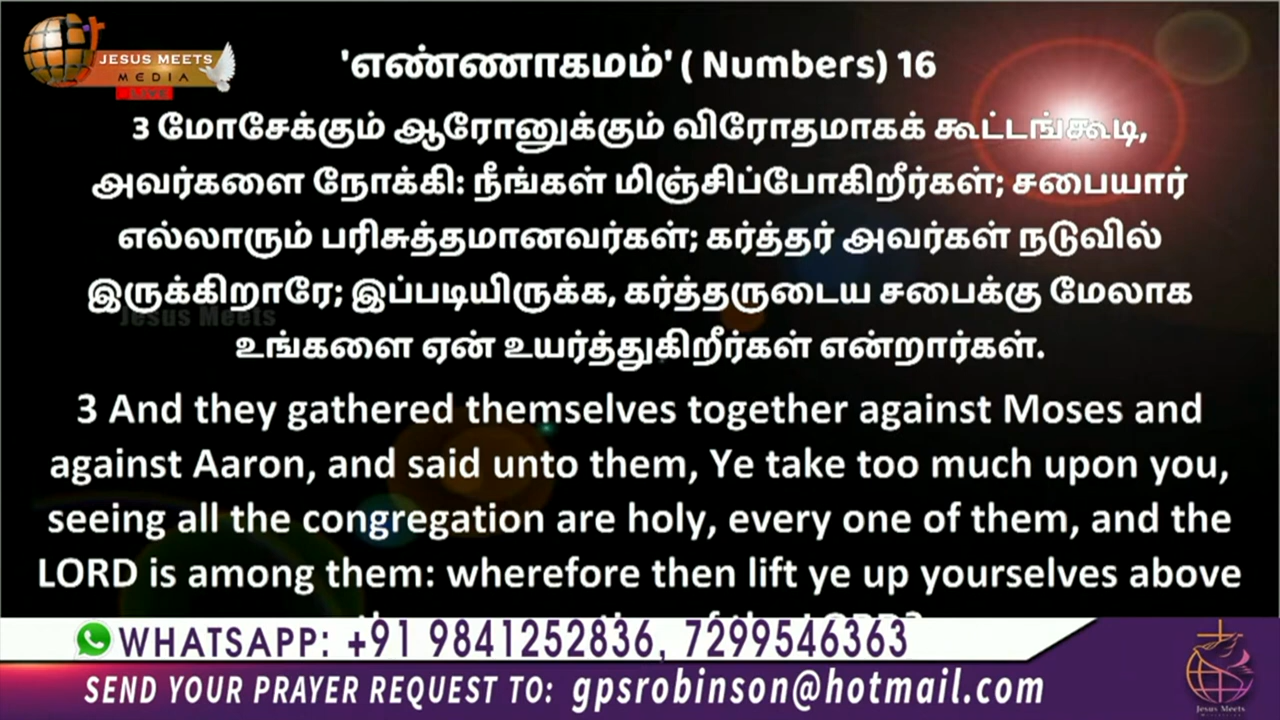 JESUS MEETS
MEDIA
LIVE
'எண்ணாகமம்' ( Numbers) 16
3 மோசேக்கும் ஆரோனுக்கும் விரோதமாகக் கூட்டங்கூடி,
அவர்களை நோக்கி: நீங்கள் மிஞ்சிப்போகிறீர்கள்; சபையார்
எல்லாரும் பரிசுத்தமானவர்கள்; கர்த்தர் அவர்கள் நடுவில்
இருக்கிறாரே; இப்படியிருக்க, கர்த்தருடைய சபைக்கு மேலாக
Jesus Meets
உங்களை ஏன் உயர்த்துகிறீர்கள் என்றார்கள்.
3 And they gathered themselves together against Moses and
against Aaron, and said unto them, Ye take too much upon you,
seeing all the congregation are holy, every one of them, and the
LORD is among them: wherefore then lift ye up yourselves above
WHATSAPP: +91 9841252836, 7299546363
SEND YOUR PRAYER REQUEST TO: gpsrobinson@hotmail.com
Jesus Meets